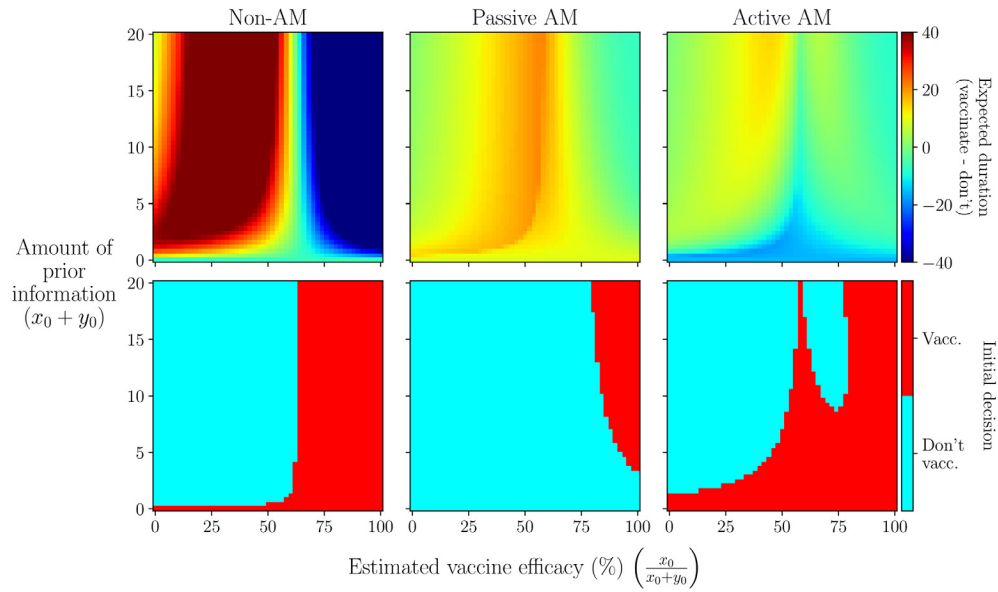 Non-AM
Passive AM
Active AM
20
15
10
5
0
40
20
0
−20
−40
Expected duration
(vaccinate - don't)
Amount of
prior
information
(x₀ + y₀)
20
15
10
5
0
0 25 50 75 100
0 25 50 75 100
0 25 50 75 100
Vacc.
Don't
vacc.
Initial decision
Estimated vaccine efficacy (%) (x₀/(x₀+y₀))